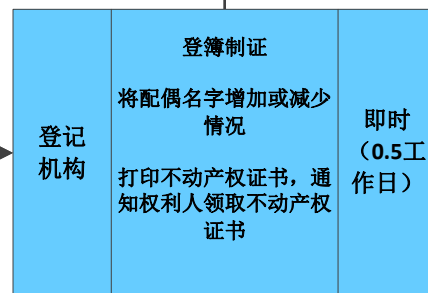 登记
机构
登簿制证
将配偶名字增加或减少
情况
打印不动产权证书，通
知权利人领取不动产权
证书
即时
（0.5工
作日）